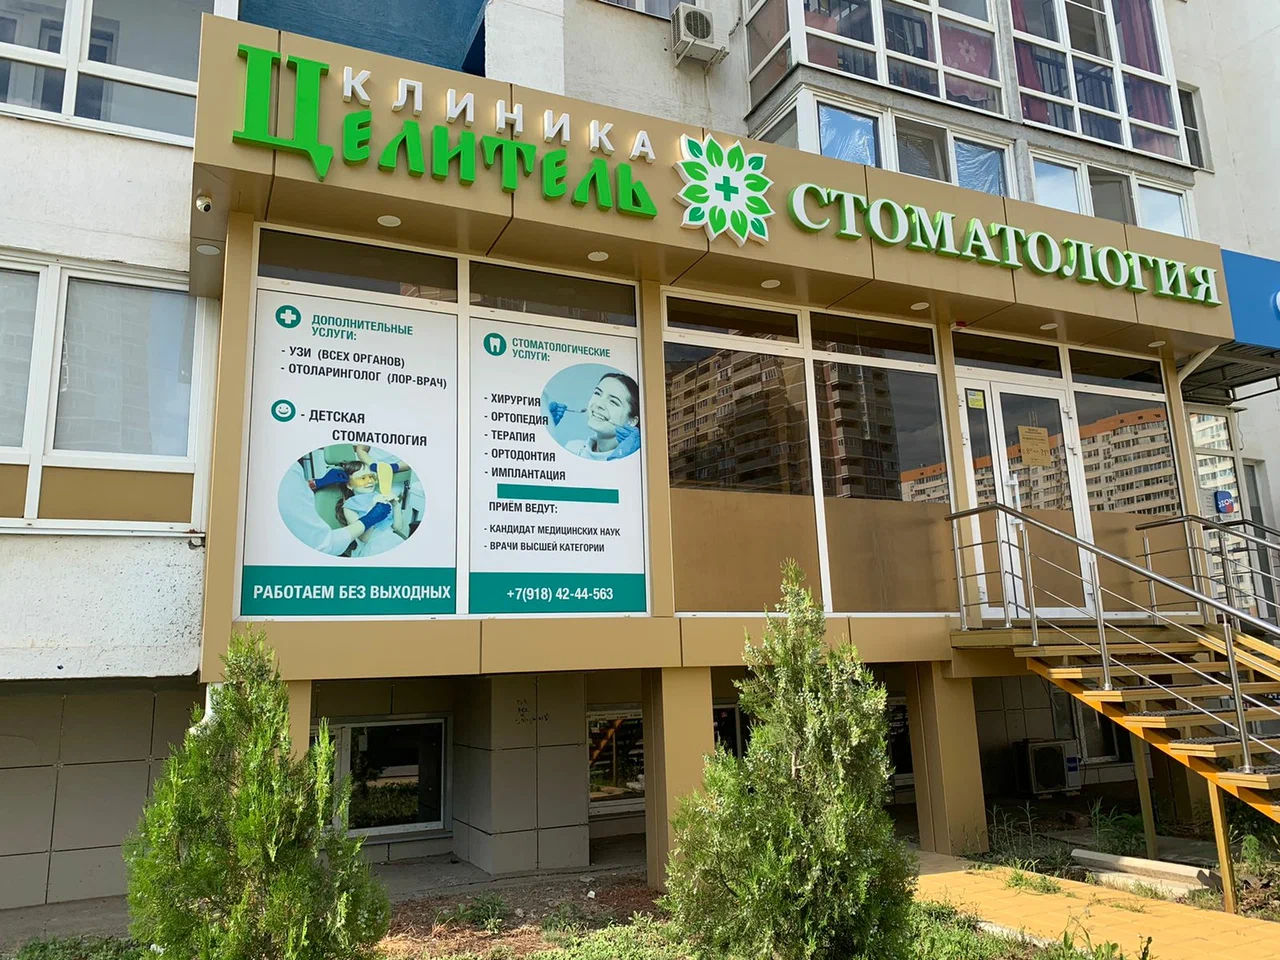 КЛИНИКА
ЦЕЛИТЕЛЬ
СТОМАТОЛОГИЯ
ДОПОЛНИТЕЛЬНЫЕ
УСЛУГИ:
- УЗИ (ВСЕХ ОРГАНОВ)
- ОТОЛАРИНГОЛОГ (ЛОР-ВРАЧ)
- ДЕТСКАЯ
СТОМАТОЛОГИЯ
РАБОТАЕМ БЕЗ ВЫХОДНЫХ
СТОМАТОЛОГИЧЕСКИЕ
УСЛУГИ:
- ХИРУРГИЯ
- ОРТОПЕДИЯ
- ТЕРАПИЯ
- ОРТОДОНТИЯ
- ИМПЛАНТАЦИЯ
ПРИЁМ ВЕДУТ:
- КАНДИДАТ МЕДИЦИНСКИХ НАУК
- ВРАЧИ ВЫСШЕЙ КАТЕГОРИИ
+7(918) 42-44-563
OZON